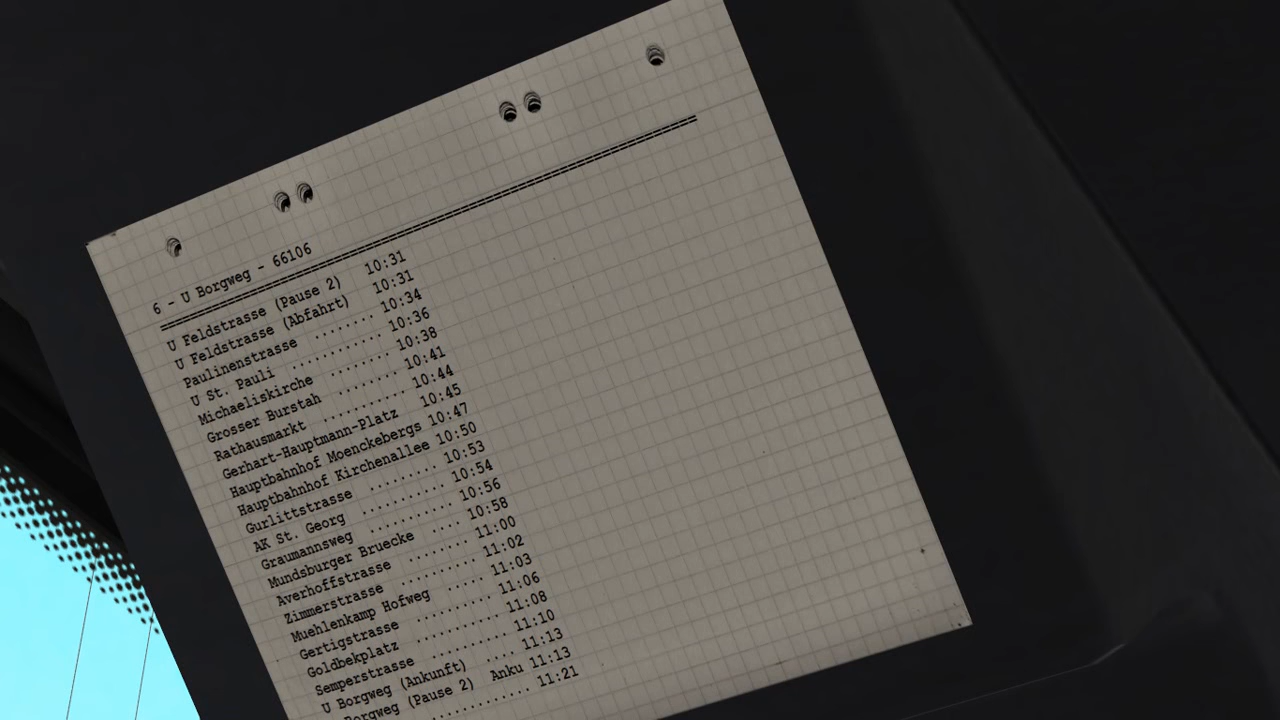 6 - U Borgweg - 66106
U Feldstrasse (Pause 2) 10:31
U Feldstrasse (Abfahrt) 10:31
Paulinenstrasse ........ 10:34
U St. Pauli ............ 10:36
Michaeliskirche ........ 10:38
Grosser Burstah ........ 10:41
Rathausmarkt ........... 10:44
Gerhart-Hauptmann-Platz 10:45
Hauptbahnhof Moenckebergs 10:47
Hauptbahnhof Kirchenallee 10:50
Gurlittstrasse ......... 10:53
AK St. Georg ........... 10:54
Graumannsweg ........... 10:56
Mundsburger Bruecke .... 10:58
Averhoffstrasse ........ 11:00
Zimmerstrasse .......... 11:02
Muehlenkamp Hofweg ..... 11:03
Gertigstrasse .......... 11:06
Goldbekplatz ........... 11:08
Semperstrasse .......... 11:10
U Borgweg (Ankunft) .... 11:13
Borgweg (Pause 2) Anku 11:13
............. 11:21